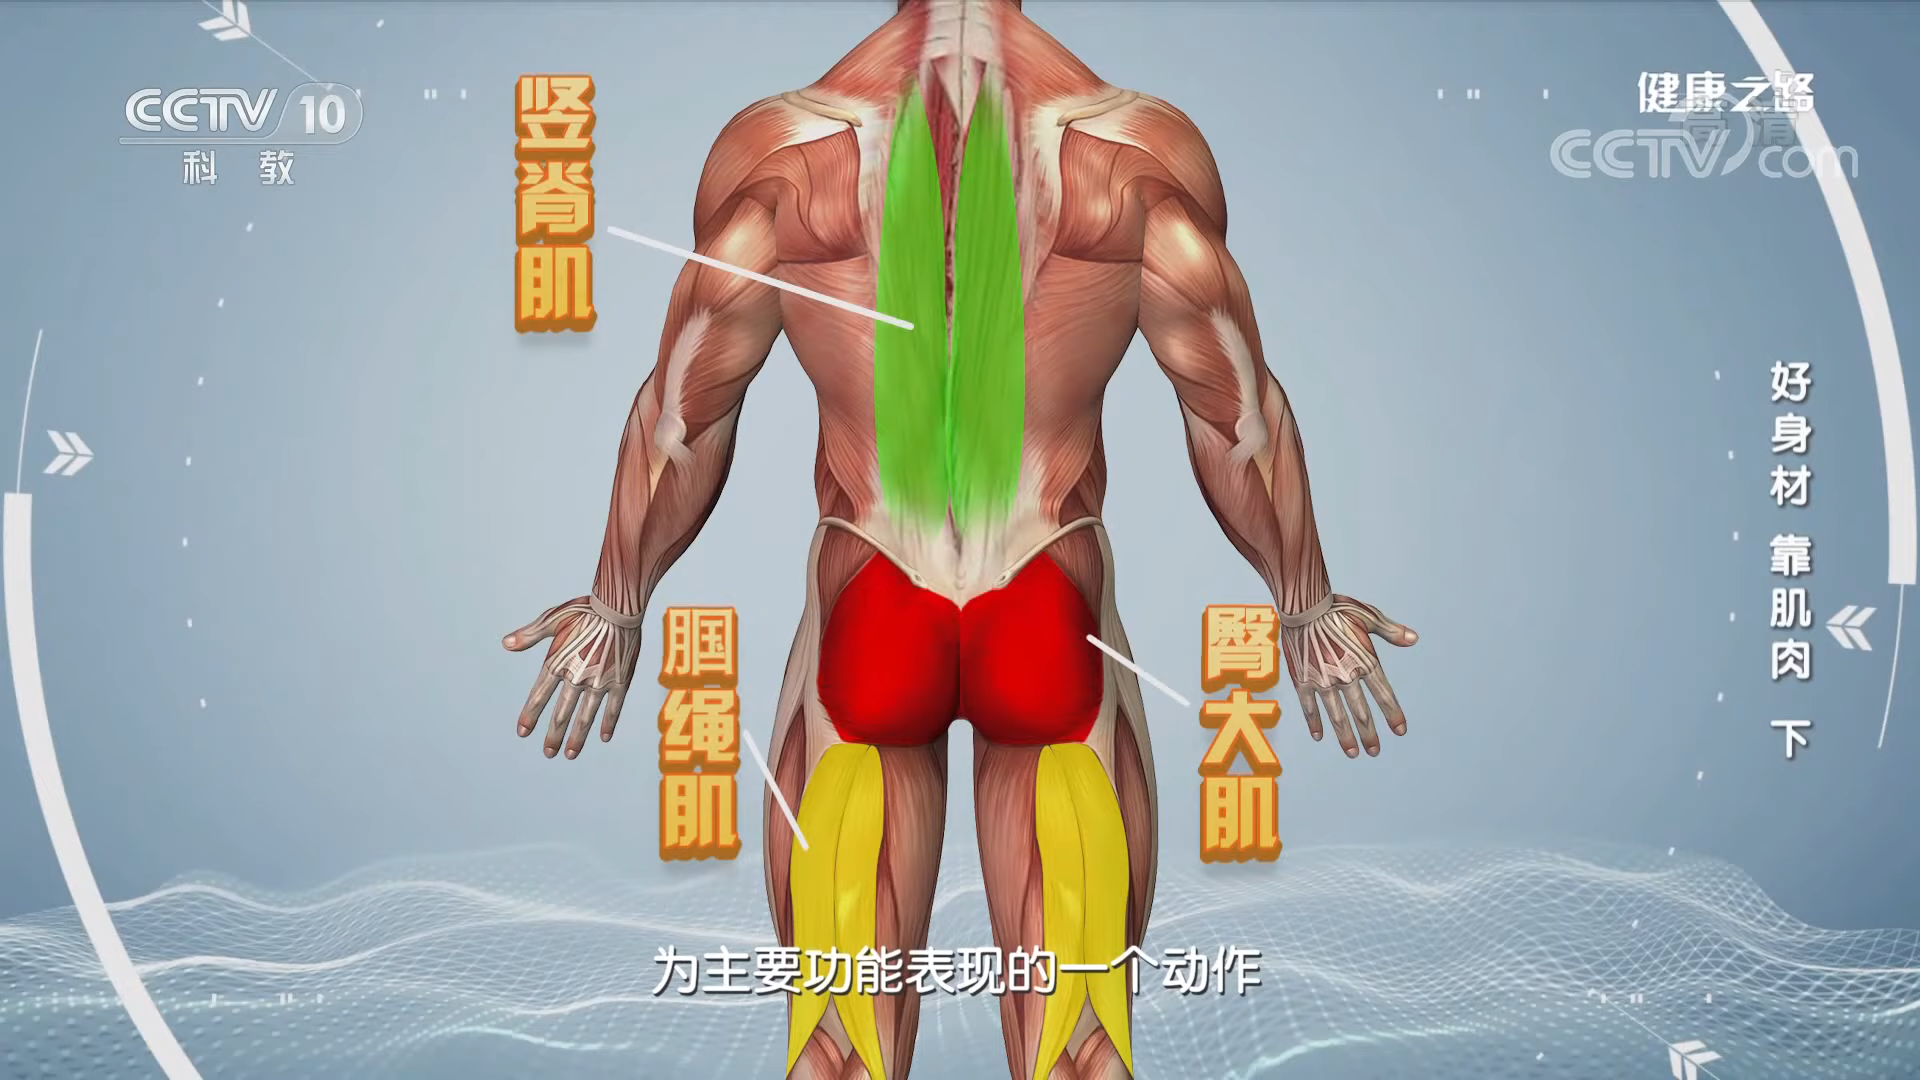 CCTV 10
科 教
竖脊肌
健康之路
高清
CCTV.com
好身材 靠肌肉 下
腘绳肌
臀大肌
为主要功能表现的一个动作